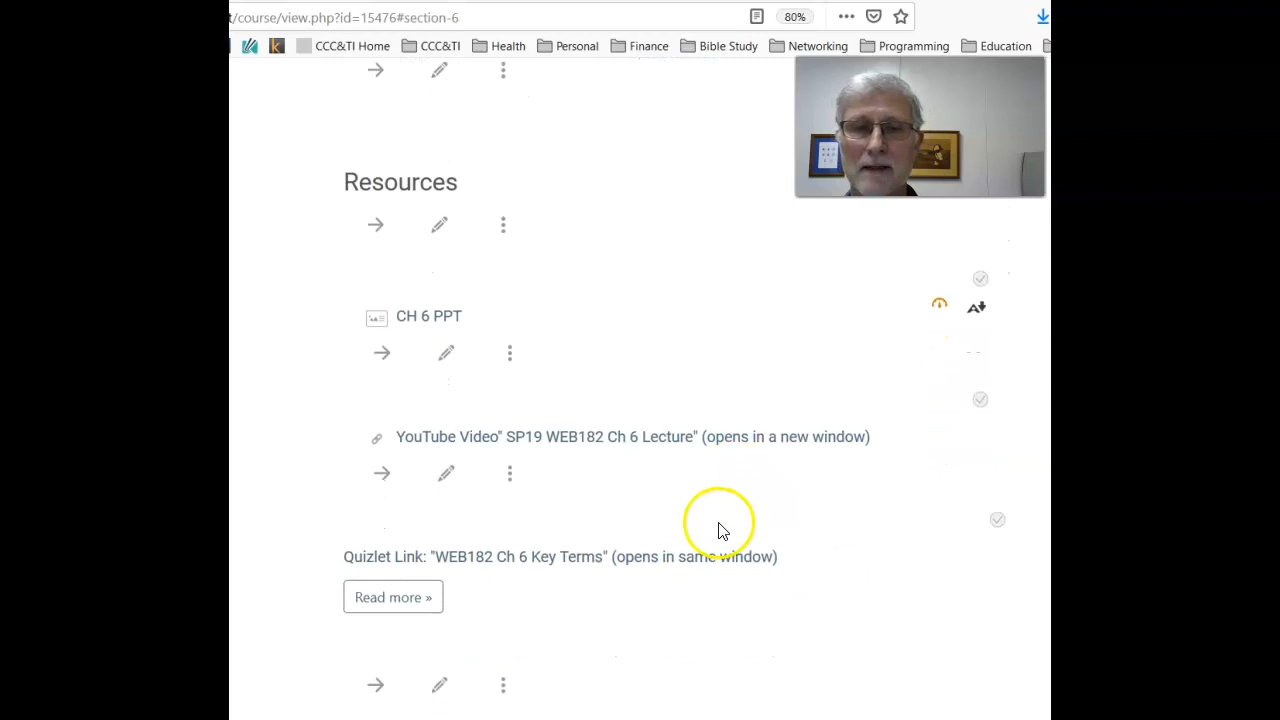 t/course/view.php?id=15476#section-6
80%
CCC&TI Home
CCC&TI
Health
Personal
Finance
Bible Study
Networking
Programming
Education
Resources
CH 6 PPT
YouTube Video" SP19 WEB182 Ch 6 Lecture" (opens in a new window)
Quizlet Link: "WEB182 Ch 6 Key Terms" (opens in same window)
Read more »